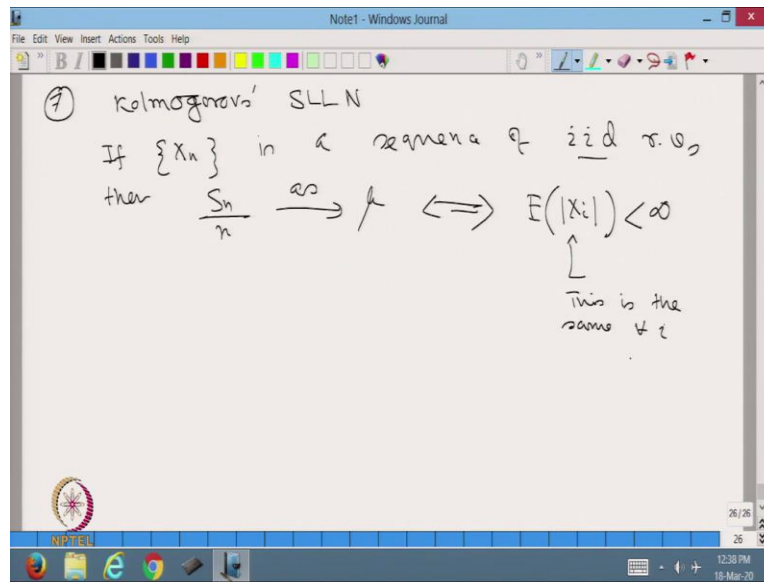 Note1 - Windows Journal
File Edit View Insert Actions Tools Help
B I
⑦ Kolmogorovs' SLLN
If {Xn} is a sequence of iid r.v.s
then Sn/n as→ μ ⟺ E(|Xi|) < ∞
This is the
same ∀ i
26/26
NPTEL
26
12:38 PM
18-Mar-20